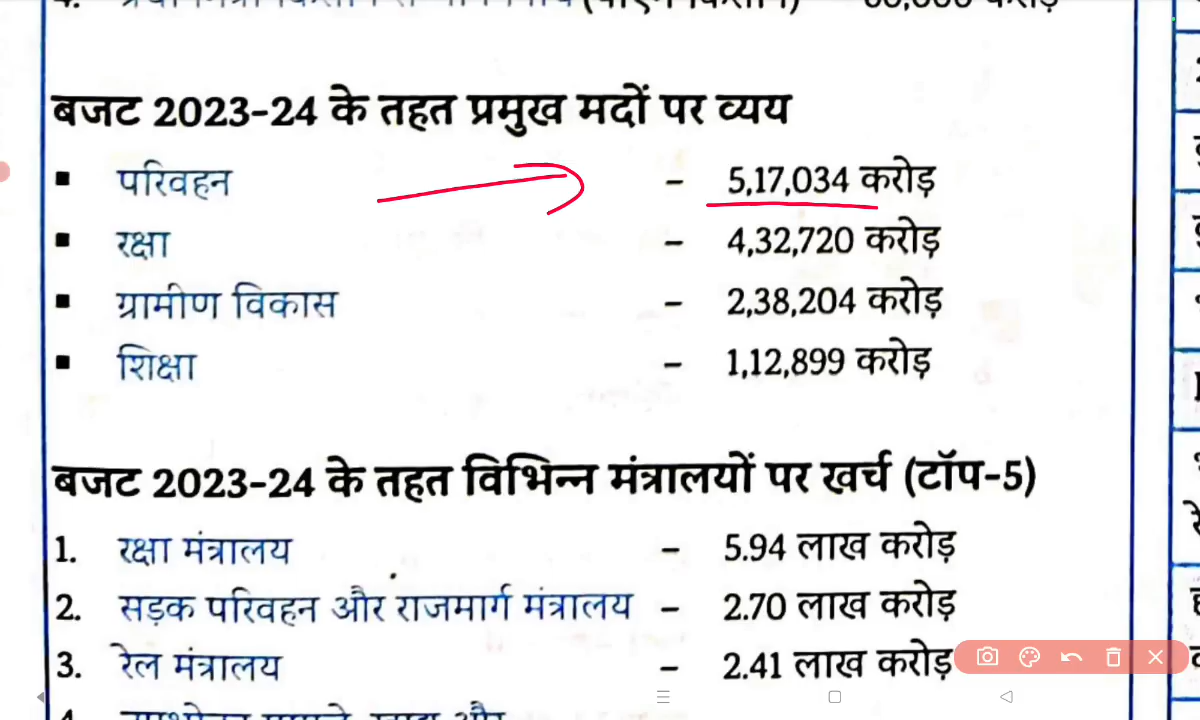 बजट 2023-24 के तहत प्रमुख मदों पर व्यय
▪ परिवहन - 5,17,034 करोड़
▪ रक्षा - 4,32,720 करोड़
▪ ग्रामीण विकास - 2,38,204 करोड़
▪ शिक्षा - 1,12,899 करोड़
बजट 2023-24 के तहत विभिन्न मंत्रालयों पर खर्च (टॉप-5)
1. रक्षा मंत्रालय - 5.94 लाख करोड़
2. सड़क परिवहन और राजमार्ग मंत्रालय - 2.70 लाख करोड़
3. रेल मंत्रालय - 2.41 लाख करोड़